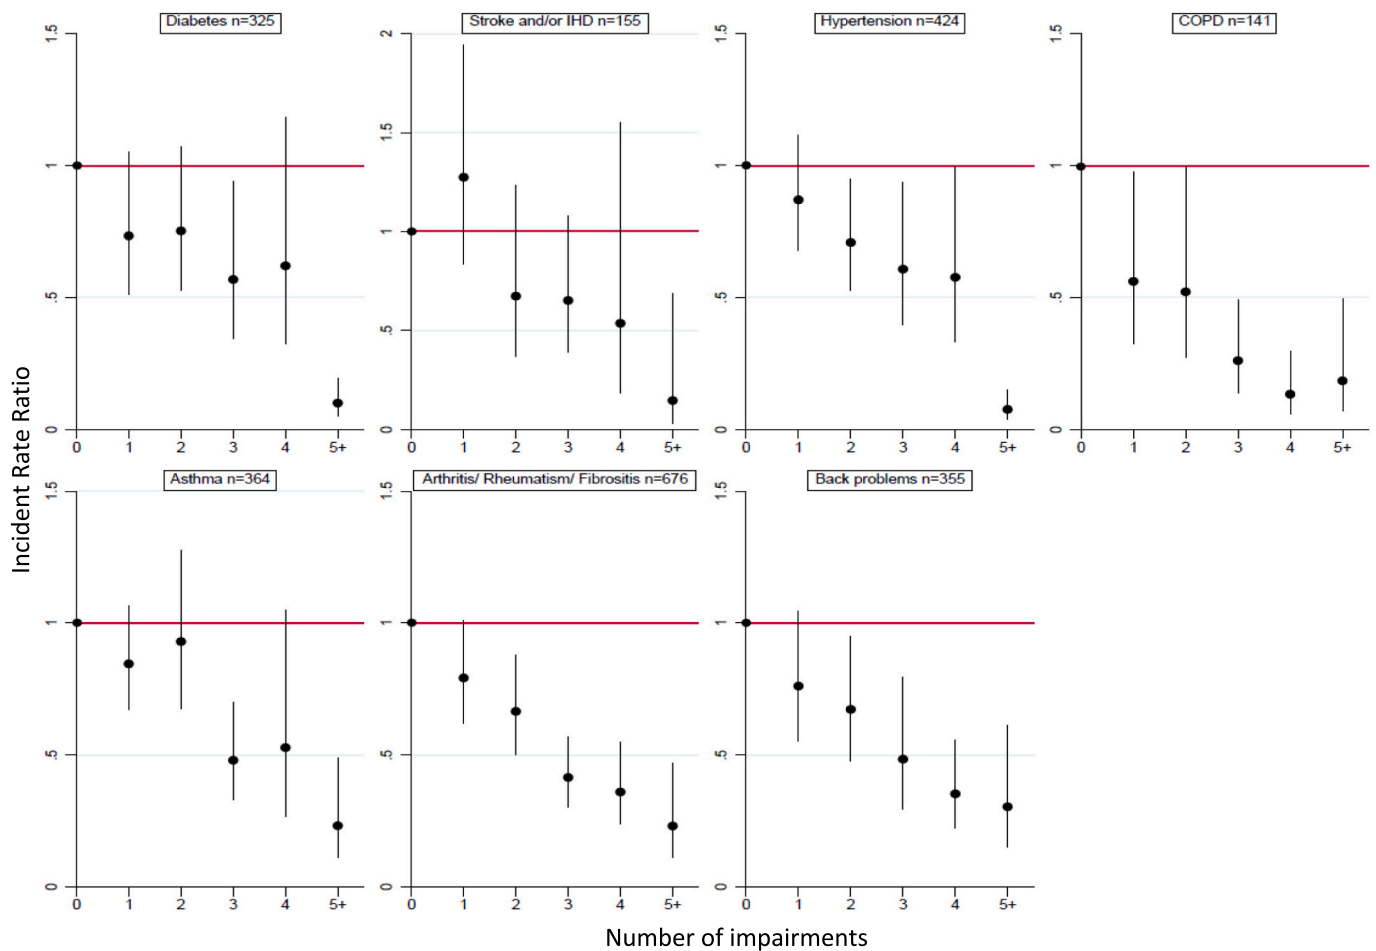 Diabetes n=325
Stroke and/or IHD n=155
Hypertension n=424
COPD n=141
1.5
1
.5
0
0 1 2 3 4 5+
2
1.5
1
.5
0
0 1 2 3 4 5+
1.5
1
.5
0
0 1 2 3 4 5+
1.5
1
.5
0
0 1 2 3 4 5+
Incident Rate Ratio
Asthma n=364
Arthritis/ Rheumatism/ Fibrositis n=676
Back problems n=355
1.5
1
.5
0
0 1 2 3 4 5+
1.5
1
.5
0
0 1 2 3 4 5+
1.5
1
.5
0
0 1 2 3 4 5+
Number of impairments